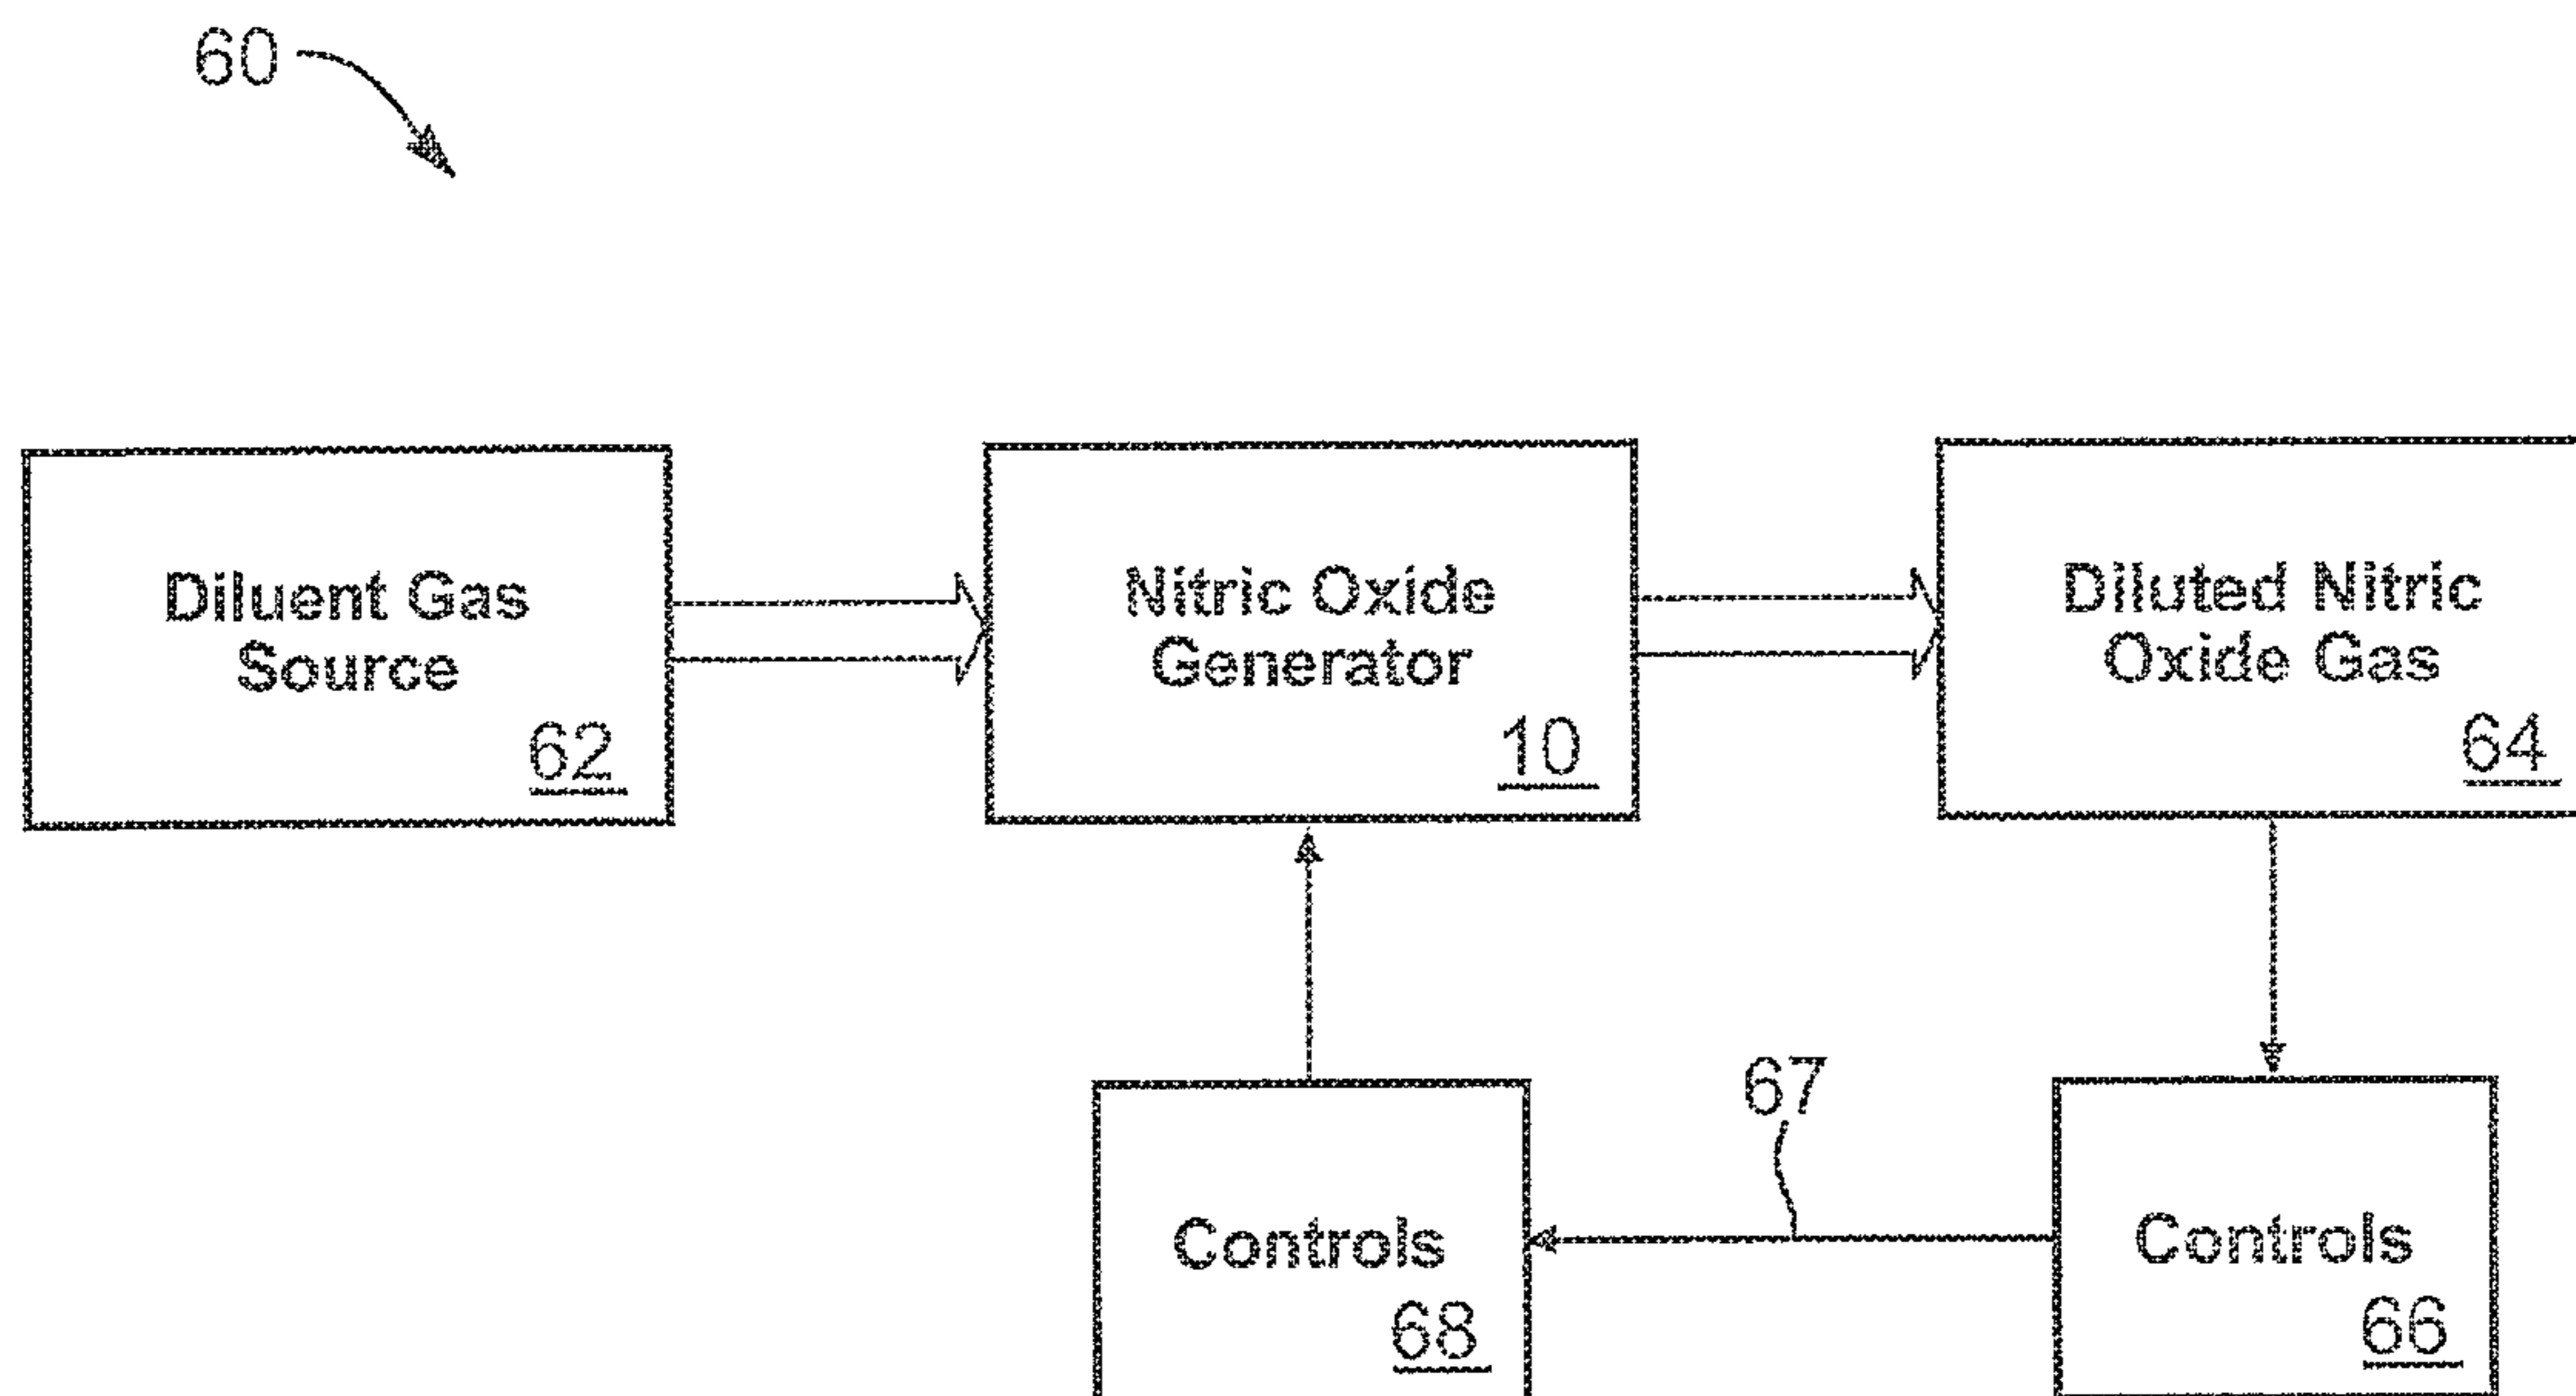 60
Diluent Gas
Source
62
Nitric Oxide
Generator
10
Diluted Nitric
Oxide Gas
64
67
Controls
68
Controls
66